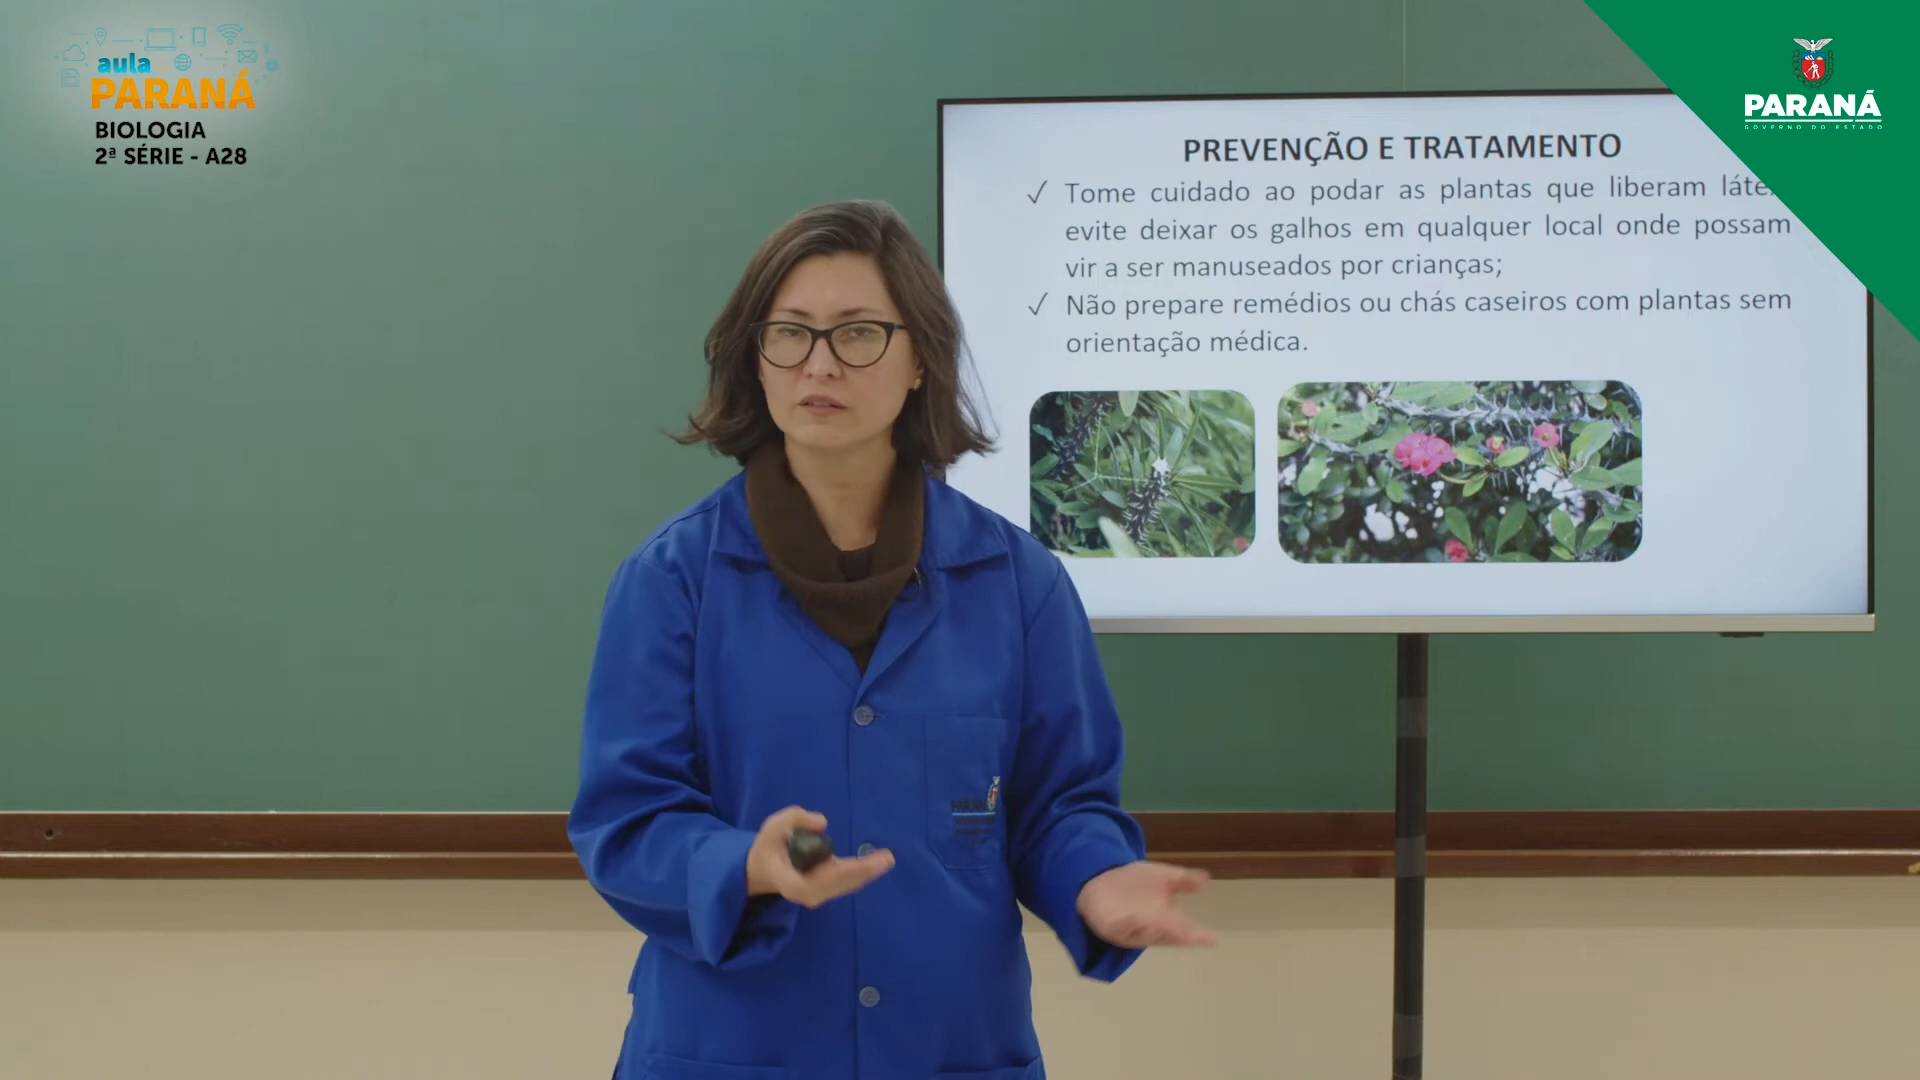 aula
PARANÁ
BIOLOGIA
2ª SÉRIE - A28
PARANÁ
GOVERNO DO ESTADO
PREVENÇÃO E TRATAMENTO
✓ Tome cuidado ao podar as plantas que liberam
evite deixar os galhos em qualquer local onde possam
vir a ser manuseados por crianças;
✓ Não prepare remédios ou chás caseiros com plantas sem
orientação médica.
PARANÁ